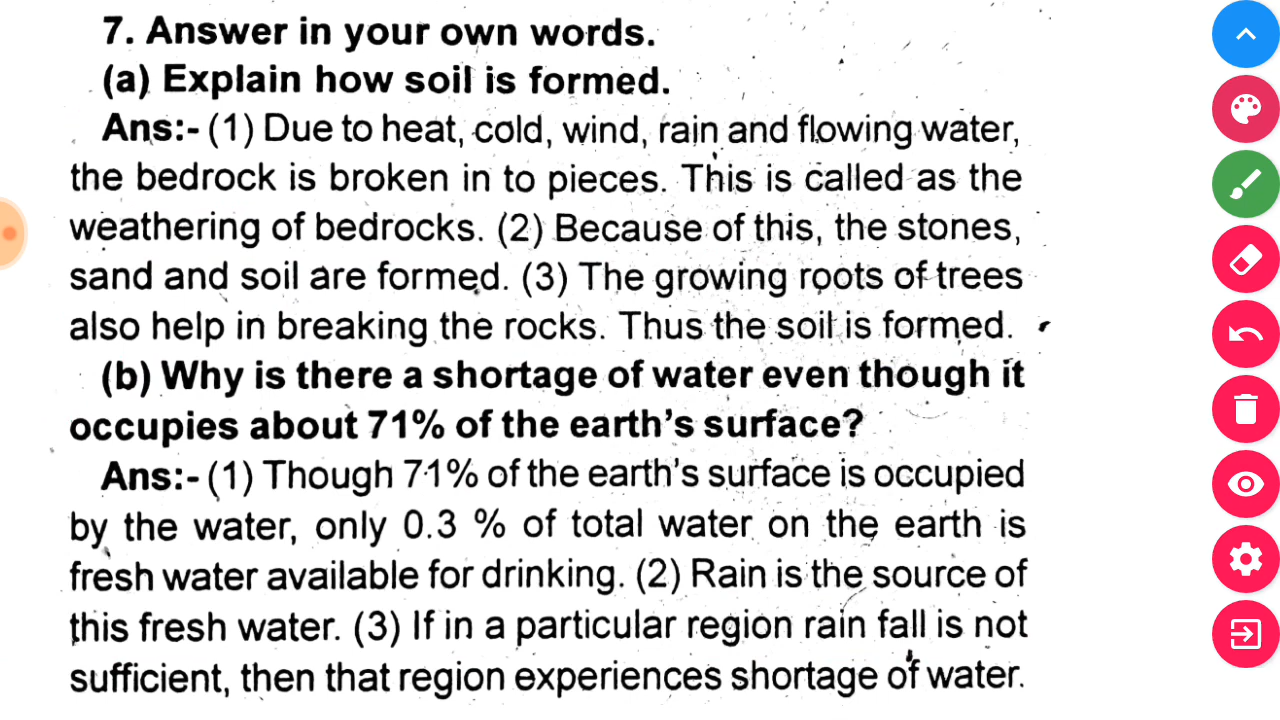 7. Answer in your own words.
(a) Explain how soil is formed.
Ans:- (1) Due to heat, cold, wind, rain and flowing water,
the bedrock is broken in to pieces. This is called as the
weathering of bedrocks. (2) Because of this, the stones,
sand and soil are formed. (3) The growing roots of trees
also help in breaking the rocks. Thus the soil is formed.
(b) Why is there a shortage of water even though it
occupies about 71% of the earth's surface?
Ans:- (1) Though 71% of the earth's surface is occupied
by the water, only 0.3 % of total water on the earth is
fresh water available for drinking. (2) Rain is the source of
this fresh water. (3) If in a particular region rain fall is not
sufficient, then that region experiences shortage of water.